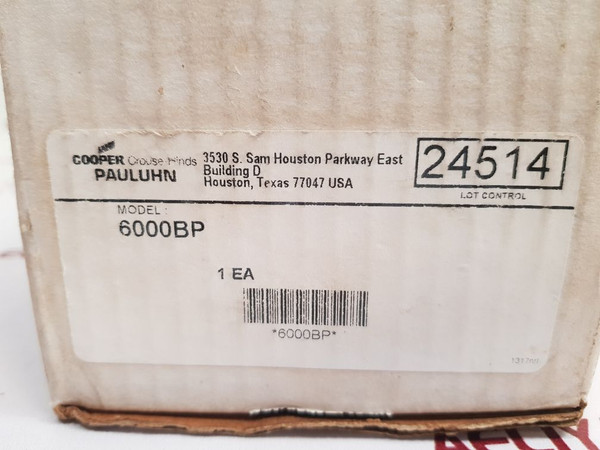 COOPER Crouse-Hinds
PAULUHN
3530 S. Sam Houston Parkway East
Building D
Houston, Texas 77047 USA
24514
LOT CONTROL
MODEL :
6000BP
1 EA
*6000BP*